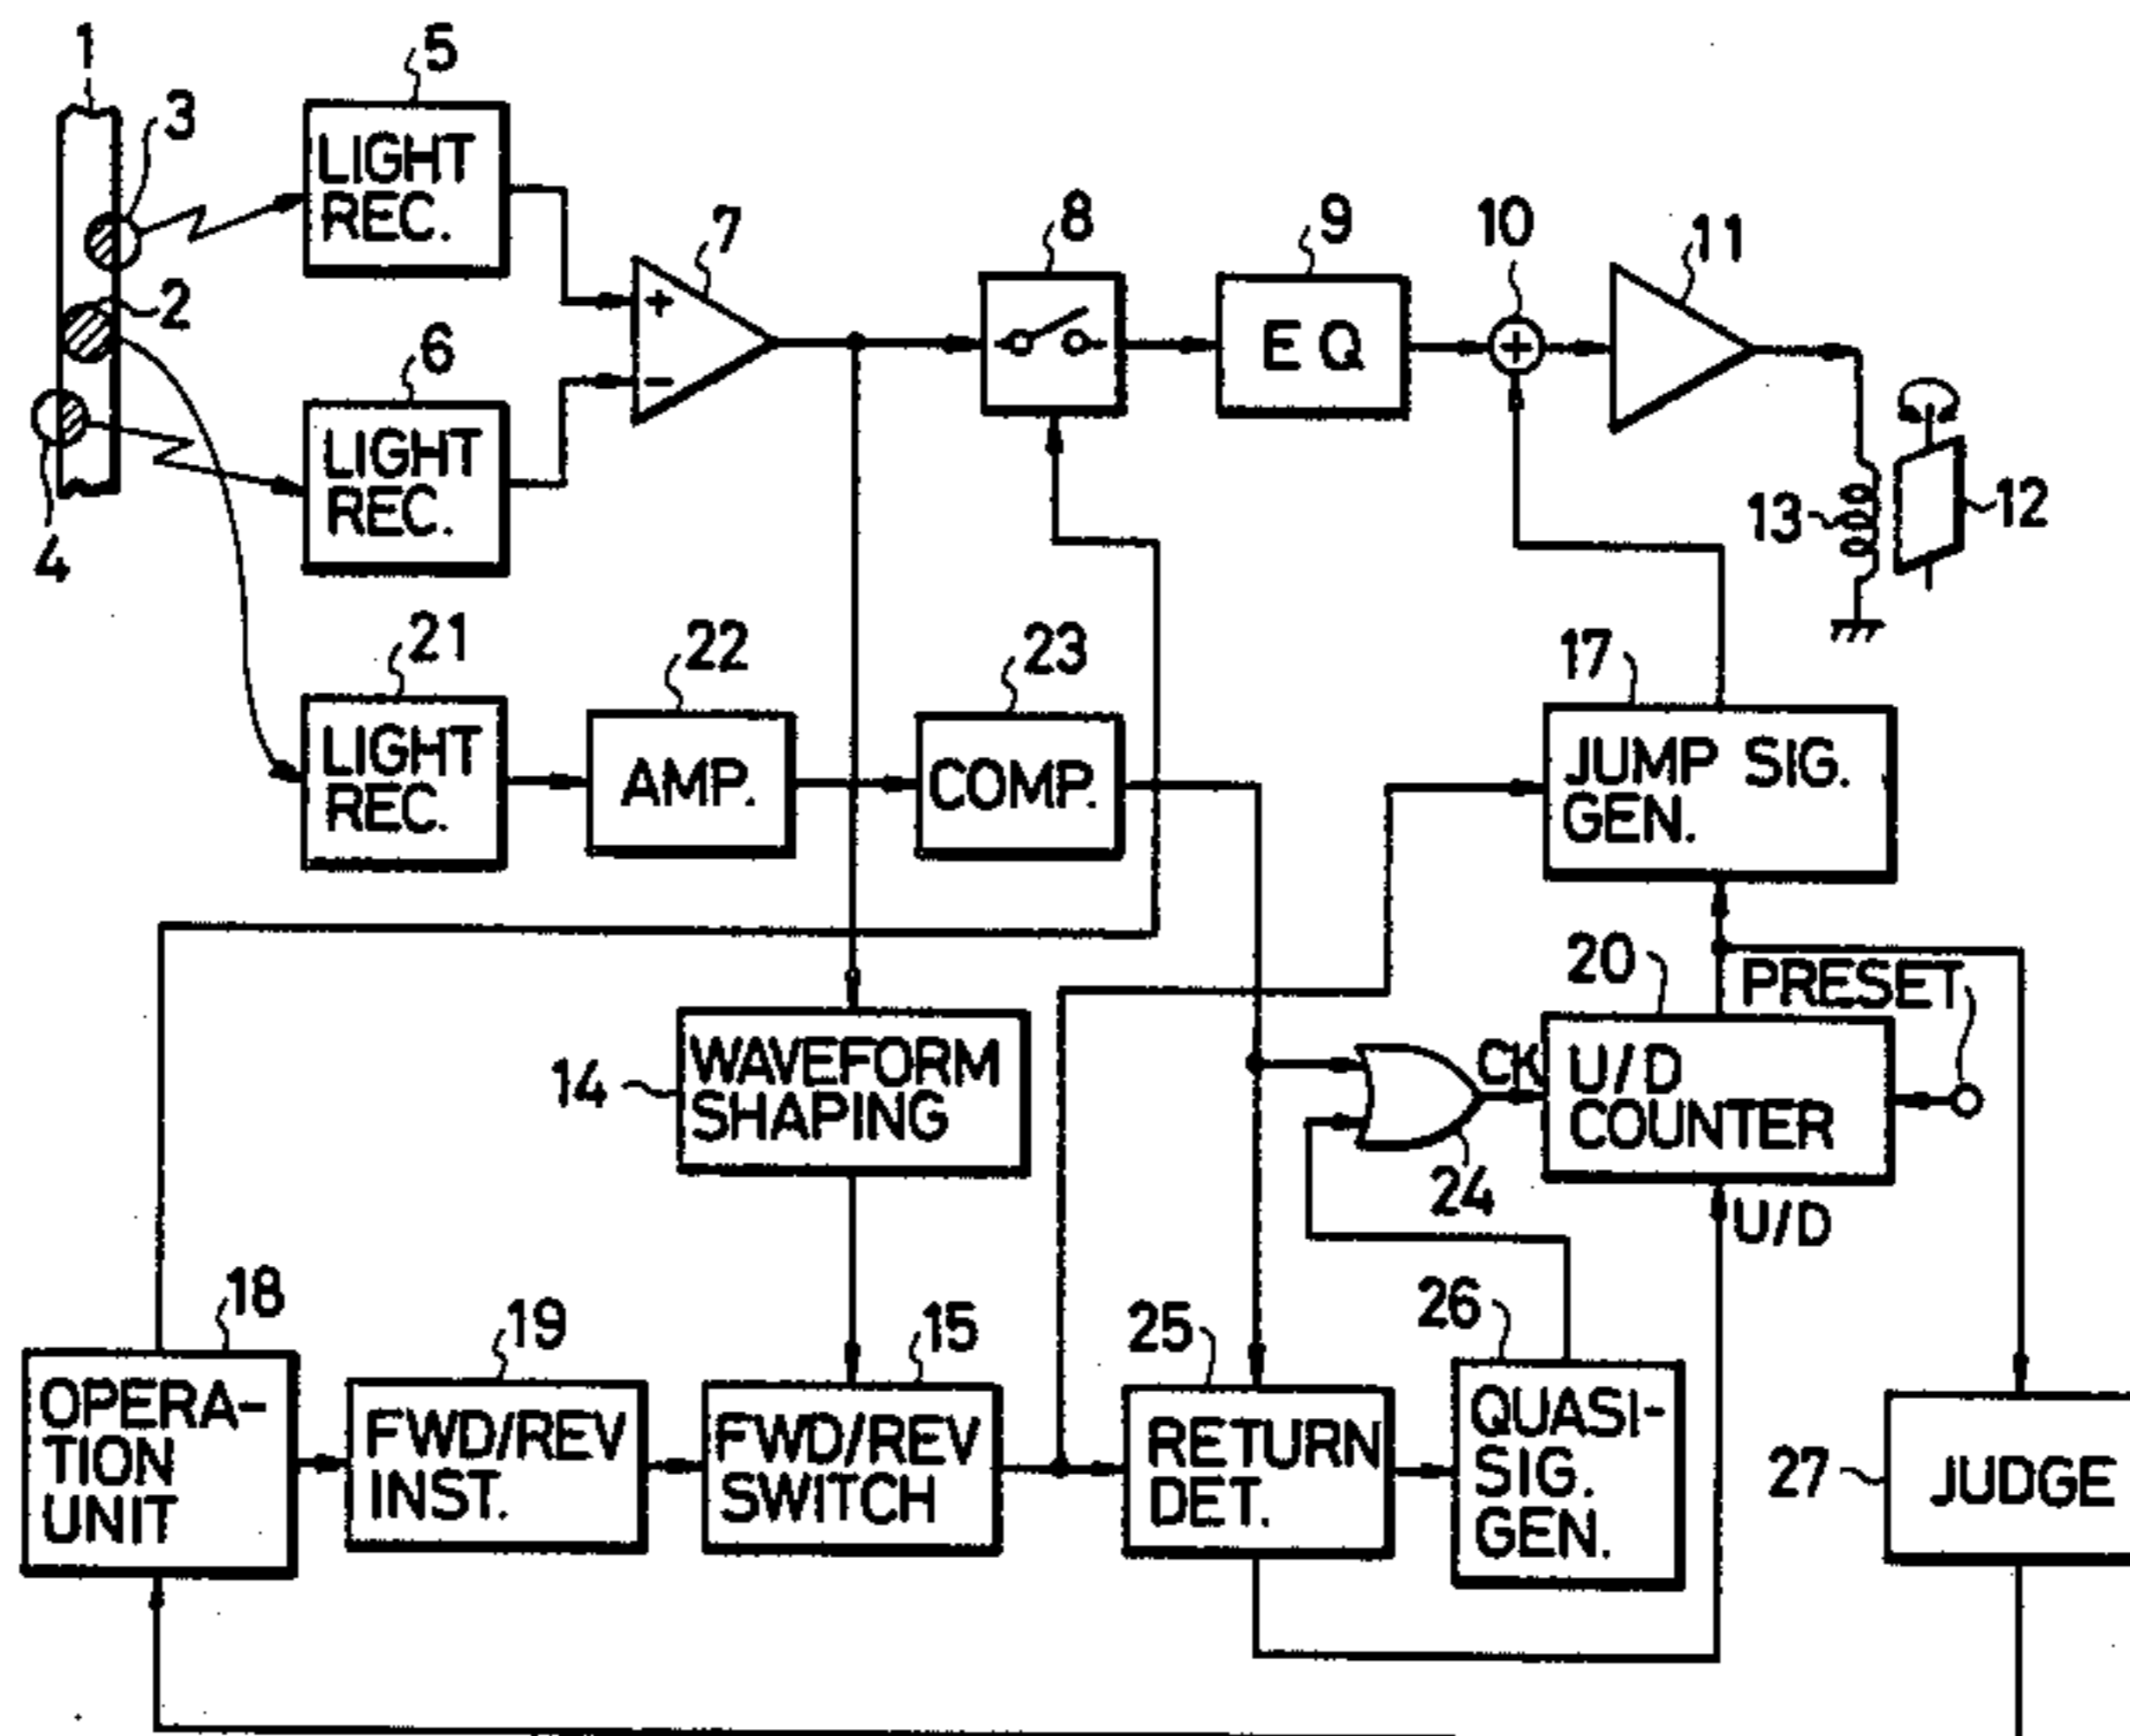 1
3
5
LIGHT
REC.
2
4
6
LIGHT
REC.
7
+
−
8
9
EQ
10
+
11
12
13
21
LIGHT
REC.
22
AMP.
23
COMP.
17
JUMP SIG.
GEN.
14
WAVEFORM
SHAPING
20
PRESET
CK
U/D
COUNTER
24
U/D
18
OPERA-
TION
UNIT
19
FWD/REV
INST.
15
FWD/REV
SWITCH
25
RETURN
DET.
26
QUASI-
SIG.
GEN.
27
JUDGE